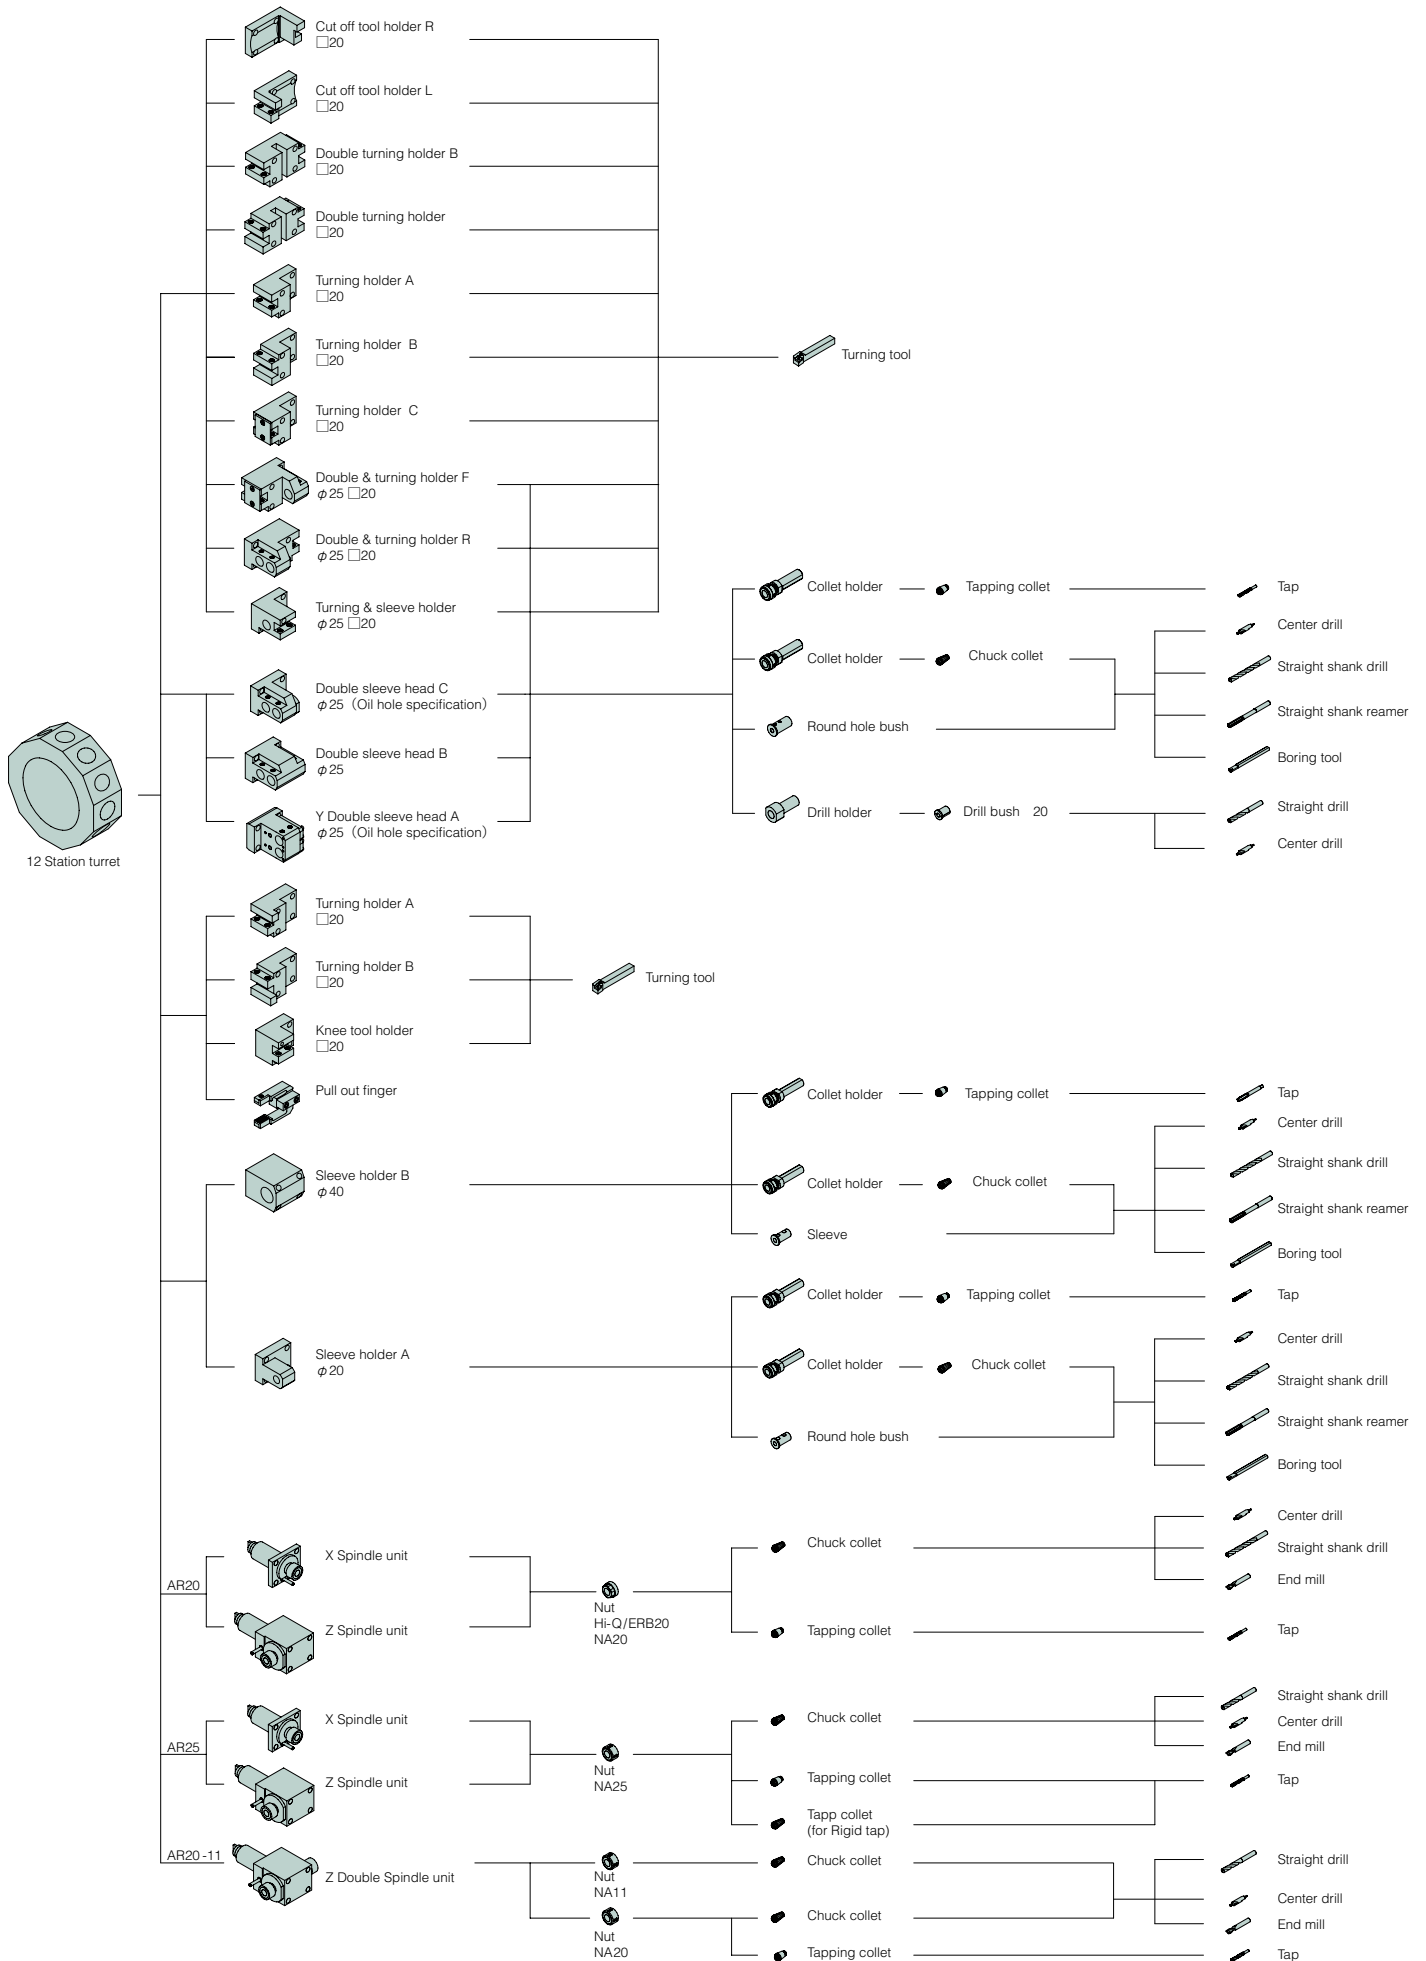 Cut off tool holder R
□20
Cut off tool holder L
□20
Double turning holder B
□20
Double turning holder
□20
Turning holder A
□20
Turning holder B
□20
Turning tool
Turning holder C
□20
Double & turning holder F
φ25 □20
Double & turning holder R
φ25 □20
Turning & sleeve holder
φ25 □20
Collet holder
Tapping collet
Tap
Center drill
Collet holder
Chuck collet
Straight shank drill
Double sleeve head C
φ25（Oil hole specification）
Straight shank reamer
Round hole bush
Double sleeve head B
φ25
Boring tool
Y Double sleeve head A
φ25（Oil hole specification）
Drill holder
Drill bush 20
Straight drill
Center drill
12 Station turret
Turning holder A
□20
Turning holder B
□20
Turning tool
Knee tool holder
□20
Pull out finger
Collet holder
Tapping collet
Tap
Center drill
Straight shank drill
Sleeve holder B
φ40
Collet holder
Chuck collet
Straight shank reamer
Sleeve
Boring tool
Collet holder
Tapping collet
Tap
Center drill
Sleeve holder A
φ20
Collet holder
Chuck collet
Straight shank drill
Straight shank reamer
Round hole bush
Boring tool
Center drill
Chuck collet
Straight shank drill
X Spindle unit
End mill
AR20
Nut
Hi-Q/ERB20
NA20
Z Spindle unit
Tapping collet
Tap
Straight shank drill
X Spindle unit
Chuck collet
Center drill
AR25
End mill
Nut
NA25
Z Spindle unit
Tapping collet
Tap
Tapp collet
(for Rigid tap)
AR20-11
Z Double Spindle unit
Nut
NA11
Chuck collet
Straight drill
Center drill
Chuck collet
End mill
Nut
NA20
Tapping collet
Tap